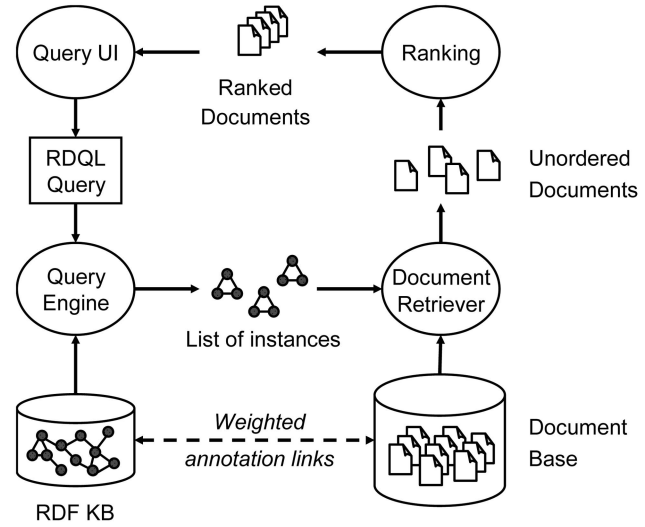 Query UI
Ranked
Documents
Ranking
RDQL
Query
Unordered
Documents
Query
Engine
List of instances
Document
Retriever
Weighted
annotation links
Document
Base
RDF KB